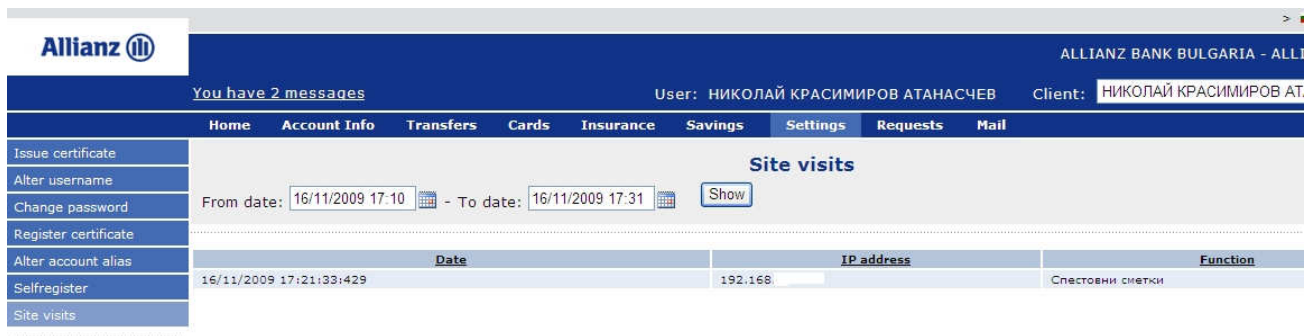 >
Allianz
ALLIANZ BANK BULGARIA - ALLI
You have 2 messages
User: НИКОЛАЙ КРАСИМИРОВ АТАНАСЧЕВ
Client: НИКОЛАЙ КРАСИМИРОВ АТ
Home Account Info Transfers Cards Insurance Savings Settings Requests Mail
Issue certificate
Alter username
Change password
Register certificate
Alter account alias
Selfregister
Site visits
Site visits
From date: 16/11/2009 17:10 - To date: 16/11/2009 17:31 Show
Date IP address Function
16/11/2009 17:21:33:429 192.168 Спестовни сметки